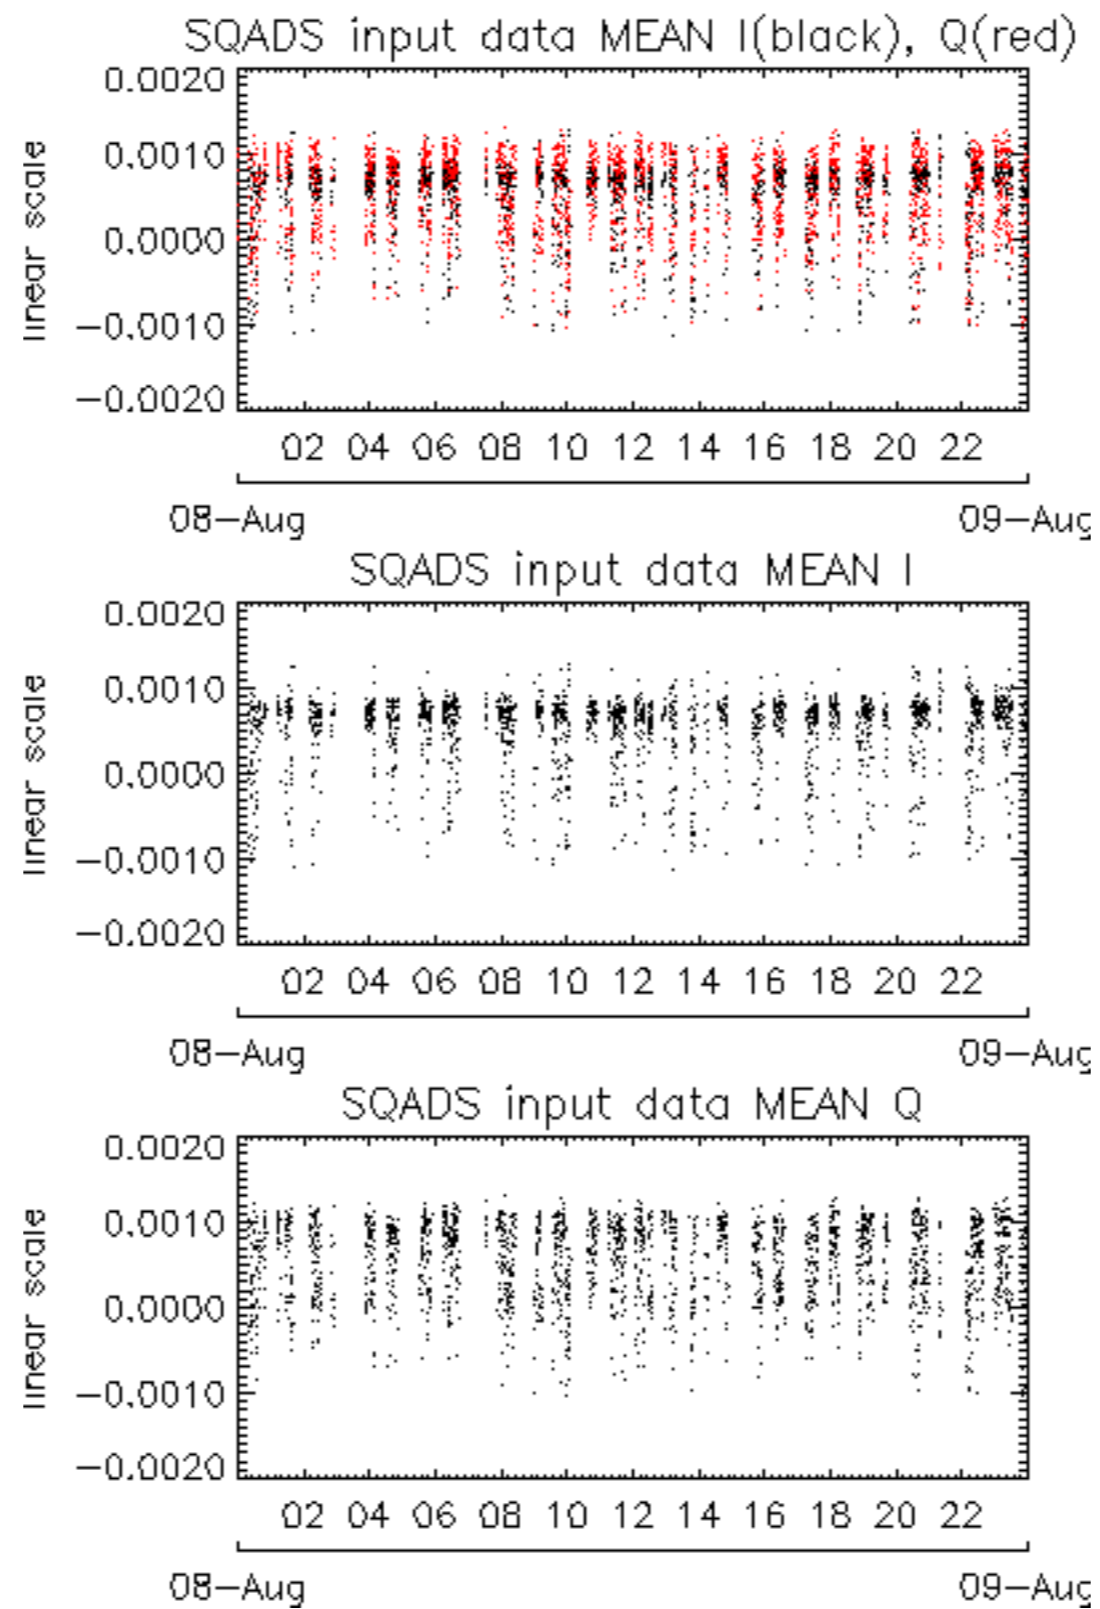 SQADS input data MEAN I(black), Q(red)
0.0020
0.0010
0.0000
−0.0010
−0.0020
linear scale
02 04 06 08 10 12 14 16 18 20 22
08−Aug 09−Aug
SQADS input data MEAN I
0.0020
0.0010
0.0000
−0.0010
−0.0020
linear scale
02 04 06 08 10 12 14 16 18 20 22
08−Aug 09−Aug
SQADS input data MEAN Q
0.0020
0.0010
0.0000
−0.0010
−0.0020
linear scale
02 04 06 08 10 12 14 16 18 20 22
08−Aug 09−Aug